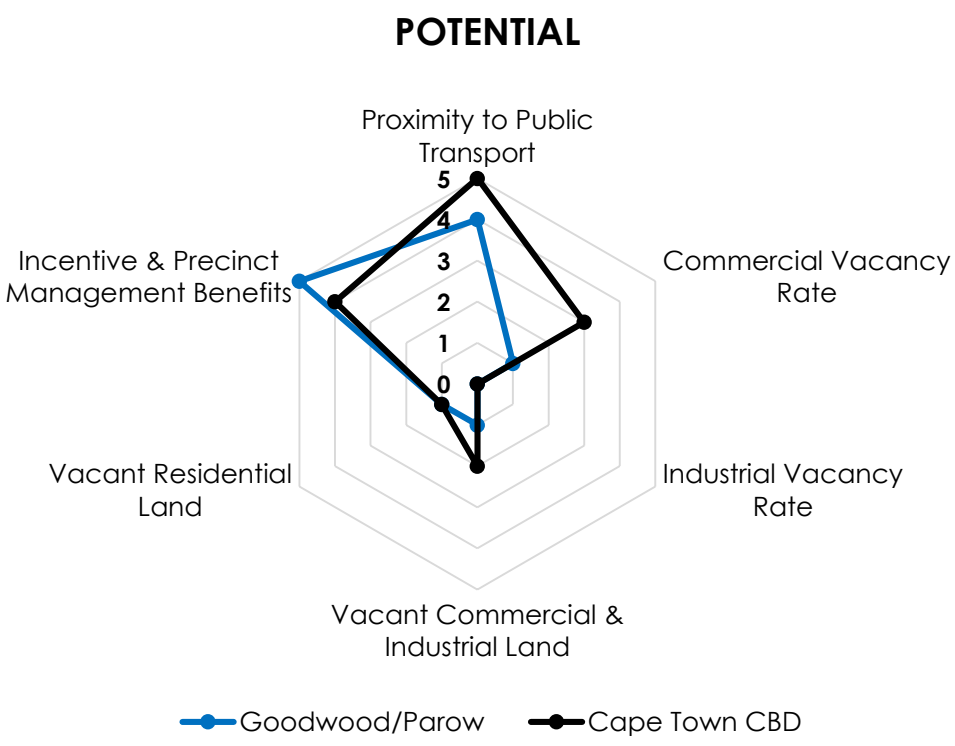 POTENTIAL
Proximity to Public
Transport
5
4
3
2
1
0
Incentive & Precinct
Management Benefits
Commercial Vacancy
Rate
Vacant Residential
Land
Industrial Vacancy
Rate
Vacant Commercial &
Industrial Land
Goodwood/Parow
Cape Town CBD